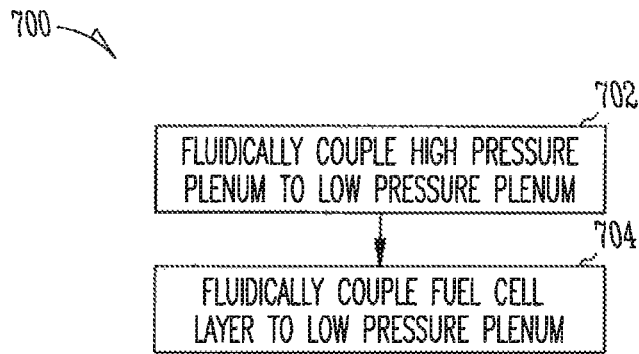 700
702
FLUIDICALLY COUPLE HIGH PRESSURE
PLENUM TO LOW PRESSURE PLENUM
704
FLUIDICALLY COUPLE FUEL CELL
LAYER TO LOW PRESSURE PLENUM